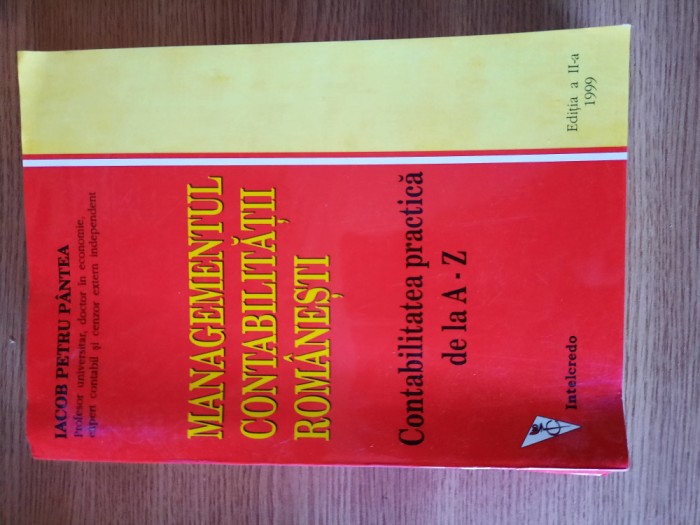 IACOB PETRU PÂNTEA
Profesor universitar, doctor în economie,
expert contabil și cenzor extern independent
MANAGEMENTUL
CONTABILITĂȚII
ROMÂNEȘTI
Contabilitatea practică
de la A - Z
Intelcredo
Ediția a II-a
1999